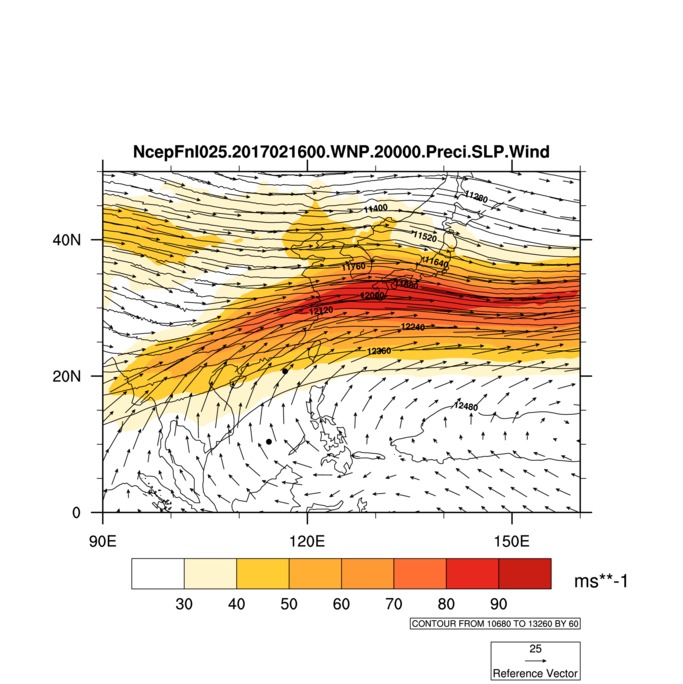 NcepFnl025.2017021600.WNP.20000.Preci.SLP.Wind
11280
11400
11520
40N
11640
11760
11880
12000
12120
12240
12360
20N
12480
0
90E 120E 150E
30 40 50 60 70 80 90
ms**-1
CONTOUR FROM 10680 TO 13260 BY 60
25
Reference Vector